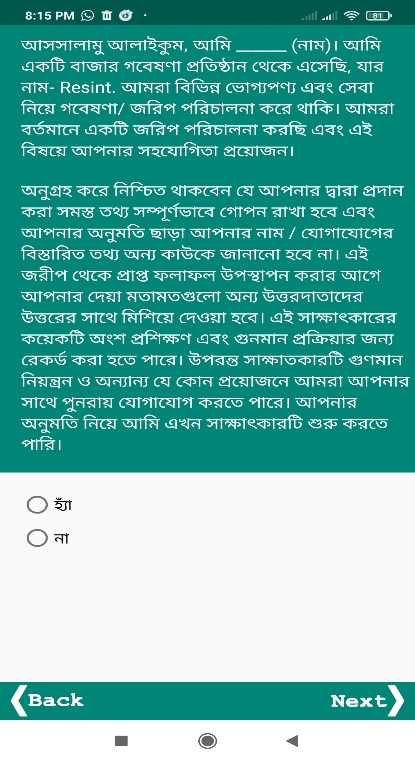 8:15 PM
81
আসসালামু আলাইকুম, আমি ______ (নাম)। আমি
একটি বাজার গবেষণা প্রতিষ্ঠান থেকে এসেছি, যার
নাম- Resint. আমরা বিভিন্ন ভোগ্যপণ্য এবং সেবা
নিয়ে গবেষণা/ জরিপ পরিচালনা করে থাকি। আমরা
বর্তমানে একটি জরিপ পরিচালনা করছি এবং এই
বিষয়ে আপনার সহযোগিতা প্রয়োজন।
অনুগ্রহ করে নিশ্চিত থাকবেন যে আপনার দ্বারা প্রদান
করা সমস্ত তথ্য সম্পূর্ণভাবে গোপন রাখা হবে এবং
আপনার অনুমতি ছাড়া আপনার নাম / যোগাযোগের
বিস্তারিত তথ্য অন্য কাউকে জানানো হবে না। এই
জরীপ থেকে প্রাপ্ত ফলাফল উপস্থাপন করার আগে
আপনার দেয়া মতামতগুলো অন্য উত্তরদাতাদের
উত্তরের সাথে মিশিয়ে দেওয়া হবে। এই সাক্ষাৎকারের
কয়েকটি অংশ প্রশিক্ষণ এবং গুনমান প্রক্রিয়ার জন্য
রেকর্ড করা হতে পারে। উপরন্ত সাক্ষাতকারটি গুণমান
নিয়ন্ত্রন ও অন্যান্য যে কোন প্রয়োজনে আমরা আপনার
সাথে পুনরায় যোগাযোগ করতে পারে। আপনার
অনুমতি নিয়ে আমি এখন সাক্ষাৎকারটি শুরু করতে
পারি।
হ্যাঁ
না
Back
Next